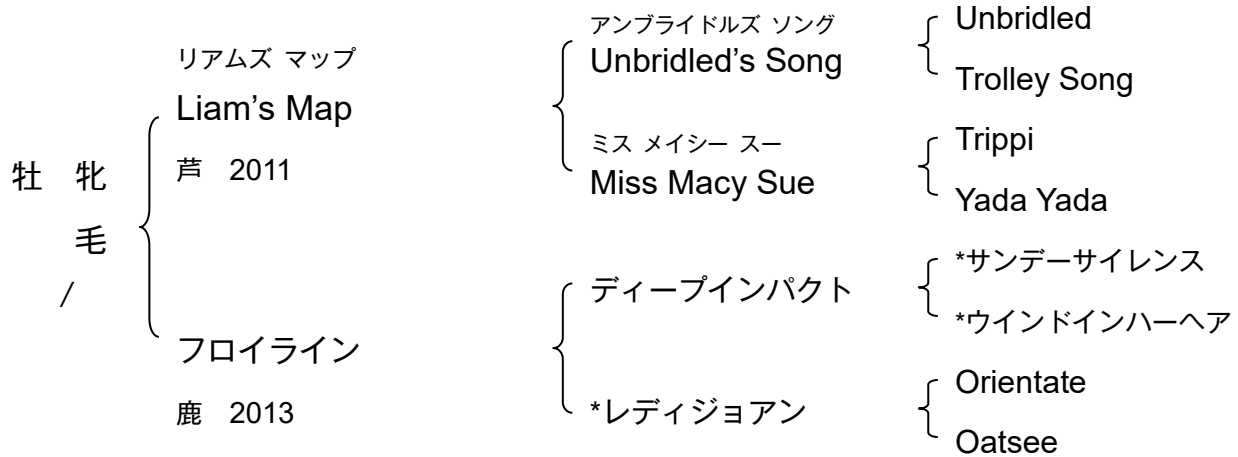 牡 牝
毛
/
リアムズ マップ
Liam’s Map
芦 2011
フロイライン
鹿 2013
アンブライドルズ ソング
Unbridled’s Song
ミス メイシー スー
Miss Macy Sue
ディープインパクト
*レディジョアン
Unbridled
Trolley Song
Trippi
Yada Yada
*サンデーサイレンス
*ウインドインハーヘア
Orientate
Oatsee